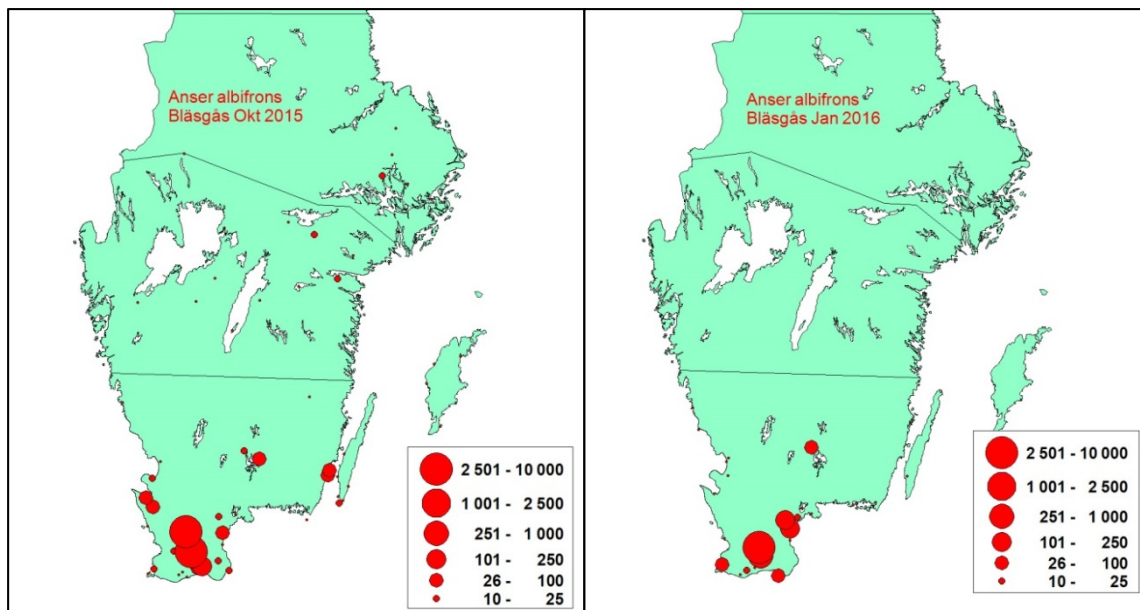 Anser albifrons
Bläsgås Okt 2015
2 501 - 10 000
1 001 - 2 500
251 - 1 000
101 - 250
26 - 100
10 - 25
Anser albifrons
Bläsgås Jan 2016
2 501 - 10 000
1 001 - 2 500
251 - 1 000
101 - 250
26 - 100
10 - 25